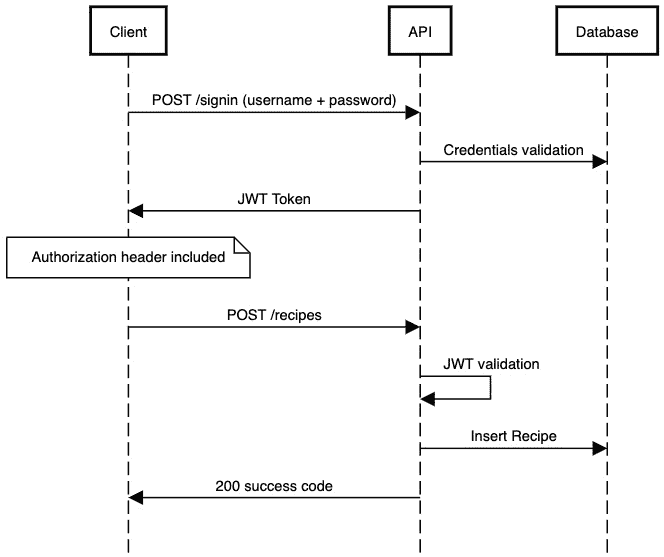 Client
API
Database
POST /signin (username + password)
Credentials validation
JWT Token
Authorization header included
POST /recipes
JWT validation
Insert Recipe
200 success code